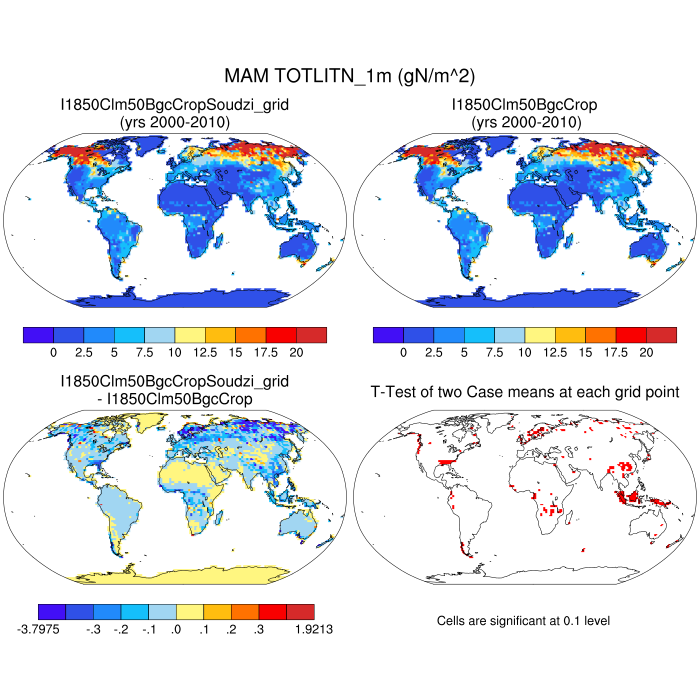 MAM TOTLITN_1m (gN/m^2)
I1850Clm50BgcCropSoudzi_grid
(yrs 2000-2010)
I1850Clm50BgcCrop
(yrs 2000-2010)
0 2.5 5 7.5 10 12.5 15 17.5 20
0 2.5 5 7.5 10 12.5 15 17.5 20
I1850Clm50BgcCropSoudzi_grid
- I1850Clm50BgcCrop
T-Test of two Case means at each grid point
-3.7975 -.3 -.2 -.1 .0 .1 .2 .3 1.9213
Cells are significant at 0.1 level